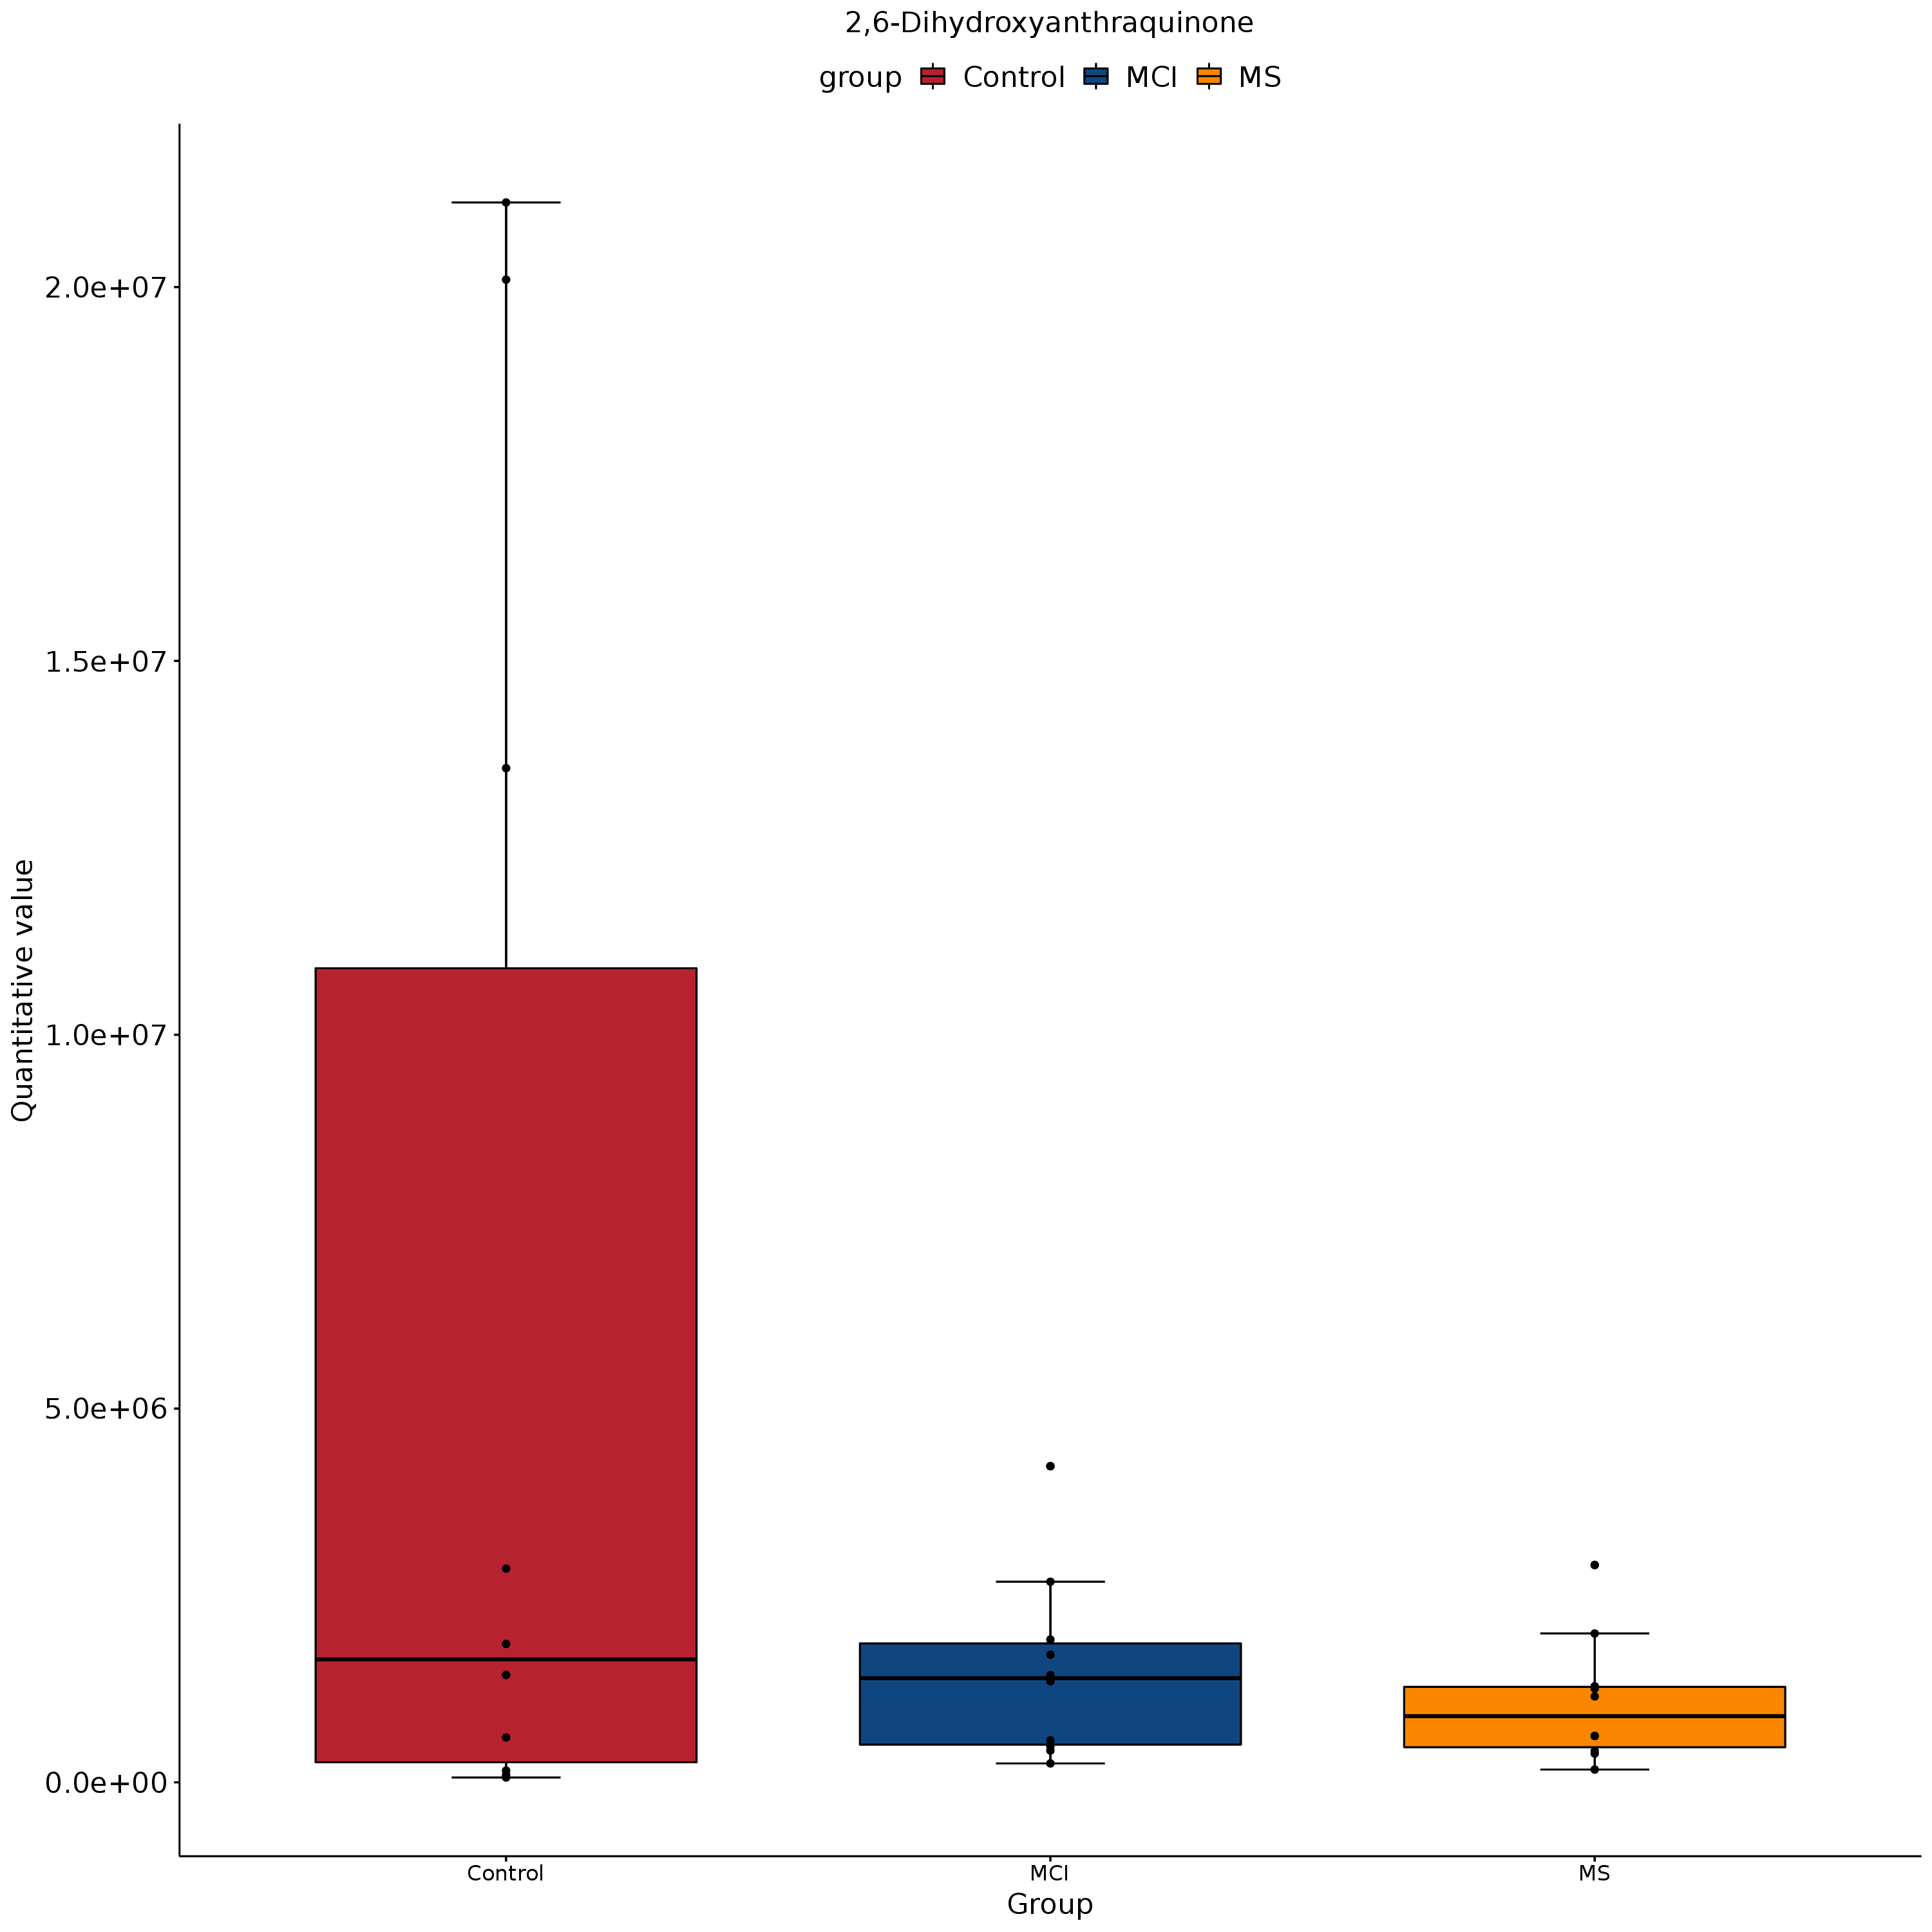 2,6-Dihydroxyanthraquinone
group Control MCI MS
Quantitative value
2.0e+07
1.5e+07
1.0e+07
5.0e+06
0.0e+00
Control MCI MS
Group